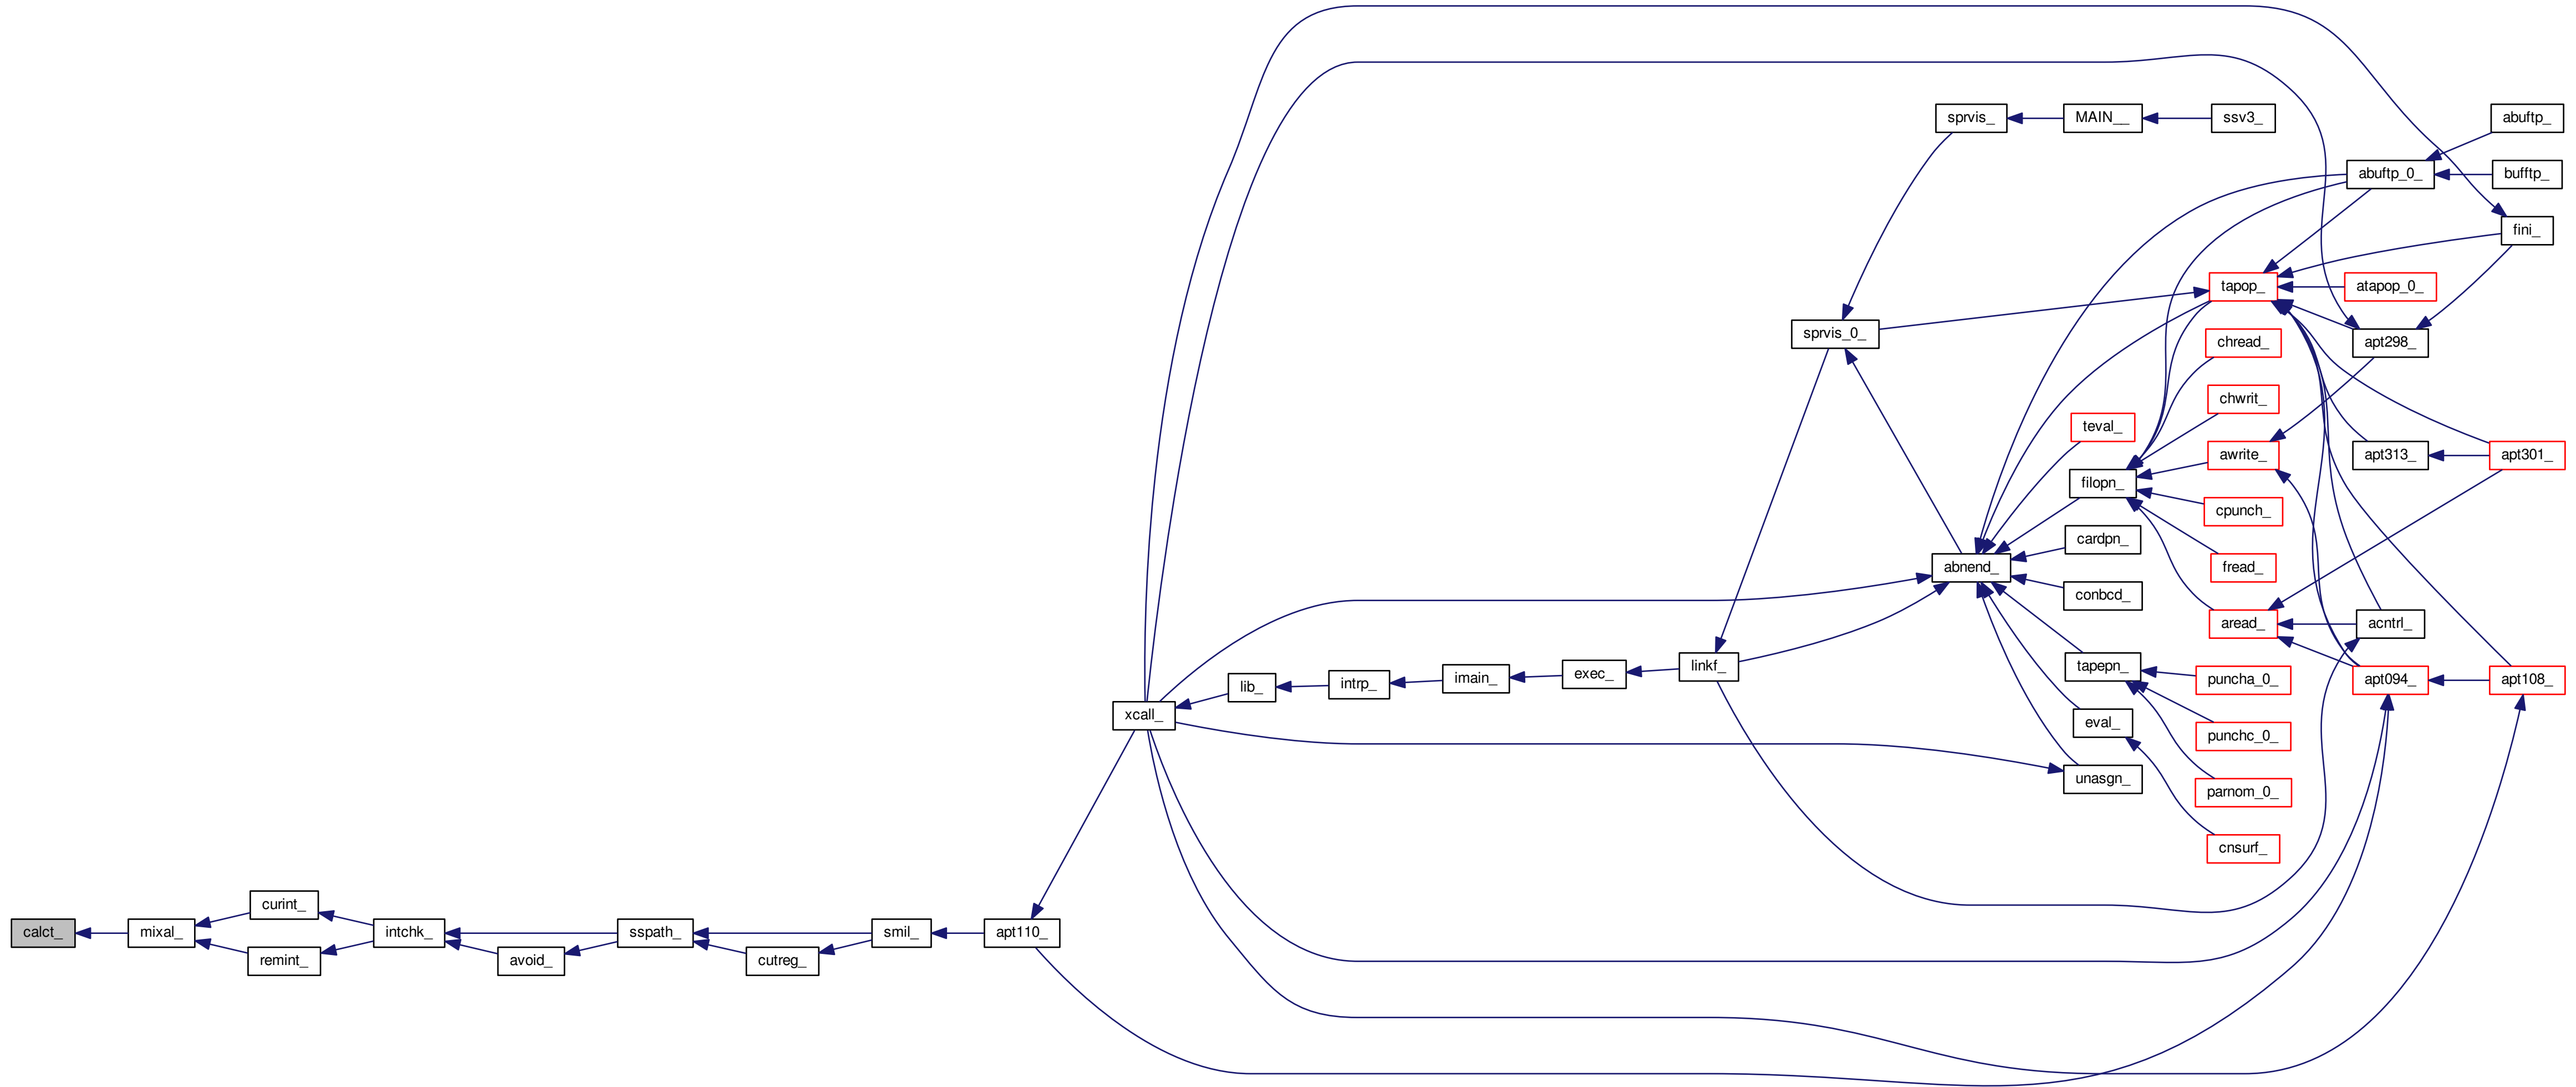 calct_
mixal_
curint_
remint_
intchk_
avoid_
sspath_
cutreg_
smil_
apt110_
xcall_
lib_
intrp_
imain_
exec_
linkf_
sprvis_0_
sprvis_
MAIN__
ssv3_
abnend_
teval_
filopn_
cardpn_
conbcd_
tapepn_
eval_
unasgn_
tapop_
chread_
chwrit_
awrite_
cpunch_
fread_
aread_
puncha_0_
punchc_0_
parnom_0_
cnsurf_
abuftp_0_
atapop_0_
apt298_
apt313_
acntrl_
apt094_
abuftp_
bufftp_
fini_
apt301_
apt108_